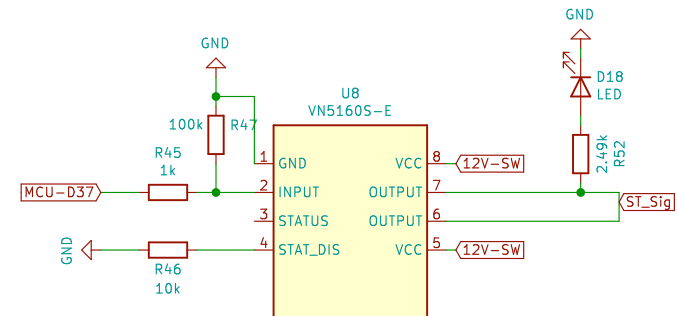 GND
GND
U8
VN5160S-E
D18
LED
100k
R47
2.49k
R52
R45
1k
1
GND
VCC
8
12V-SW
MCU-D37
2
INPUT
OUTPUT
7
ST_Sig
3
STATUS
OUTPUT
6
GND
4
STAT_DIS
VCC
5
12V-SW
R46
10k